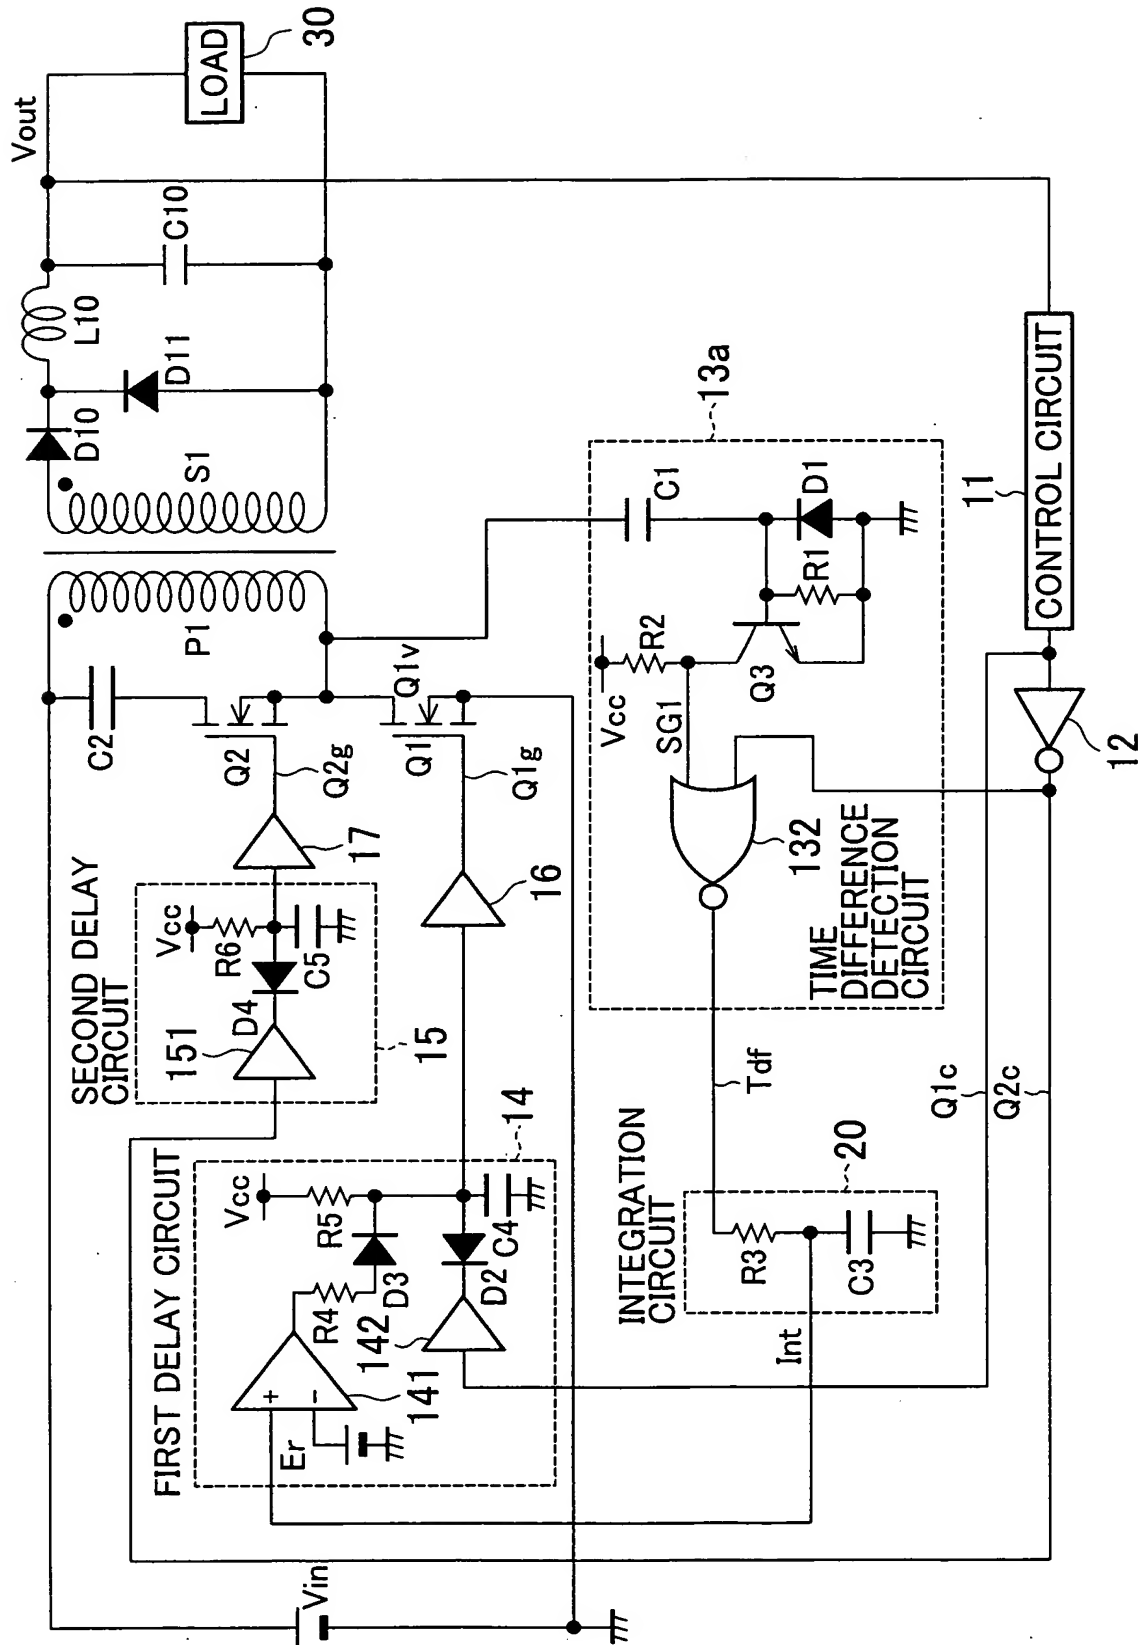 Vout
LOAD
30
C10
L10
D11
D10
S1
P1
C2
Q2
Q2g
Q1v
Q1
Q1g
17
16
SECOND DELAY
CIRCUIT
Vcc
R6
C5
D4
151
15
FIRST DELAY CIRCUIT
14
Vcc
R5
R4
D3
C4
D2
142
141
+
-
Er
Vin
13a
C1
D1
R1
R2
Vcc
Q3
SG1
132
TIME
DIFFERENCE
DETECTION
CIRCUIT
Tdf
INTEGRATION
CIRCUIT
20
R3
C3
Int
Q1c
Q2c
11
CONTROL CIRCUIT
12